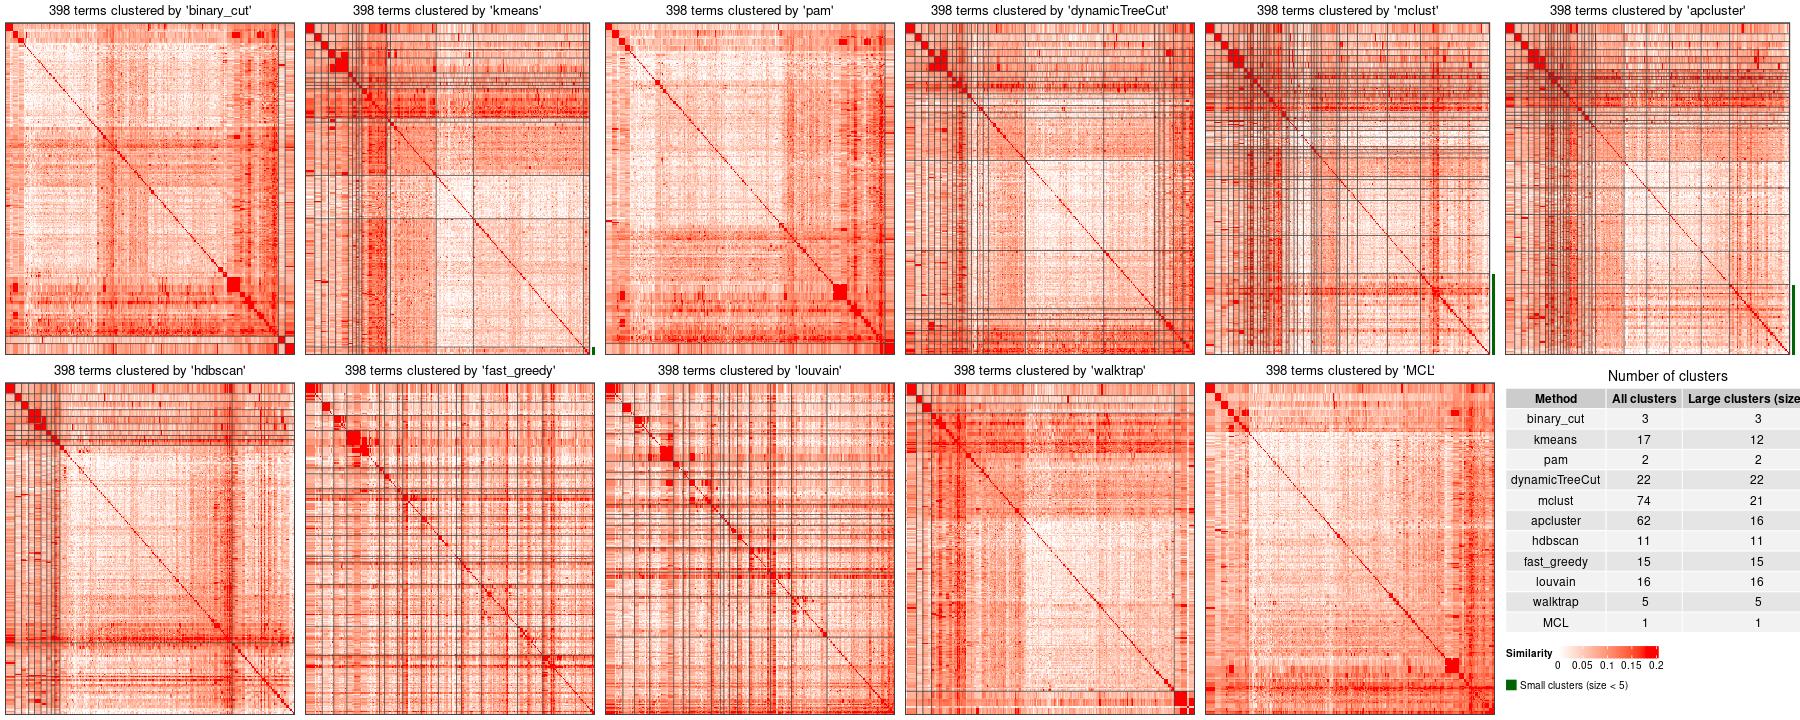 398 terms clustered by 'binary_cut'
398 terms clustered by 'kmeans'
398 terms clustered by 'pam'
398 terms clustered by 'dynamicTreeCut'
398 terms clustered by 'mclust'
398 terms clustered by 'apcluster'
398 terms clustered by 'hdbscan'
398 terms clustered by 'fast_greedy'
398 terms clustered by 'louvain'
398 terms clustered by 'walktrap'
398 terms clustered by 'MCL'
Number of clusters
Method All clusters Large clusters (size
binary_cut 3 3
kmeans 17 12
pam 2 2
dynamicTreeCut 22 22
mclust 74 21
apcluster 62 16
hdbscan 11 11
fast_greedy 15 15
louvain 16 16
walktrap 5 5
MCL 1 1
Similarity
0 0.05 0.1 0.15 0.2
Small clusters (size < 5)